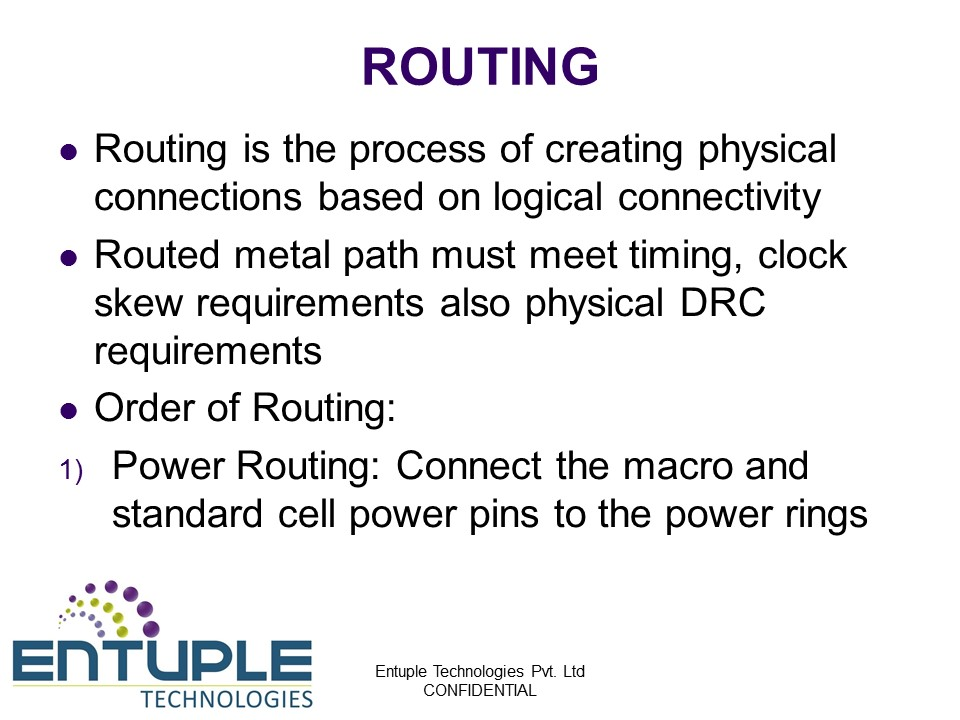 ROUTING
Routing is the process of creating physical
connections based on logical connectivity
Routed metal path must meet timing, clock
skew requirements also physical DRC
requirements
Order of Routing:
1) Power Routing: Connect the macro and
standard cell power pins to the power rings
ENTUPLE
TECHNOLOGIES
Entuple Technologies Pvt. Ltd
CONFIDENTIAL